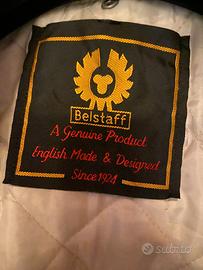 Belstaff
A Genuine Product
English Made & Designed
Since 1924
subito